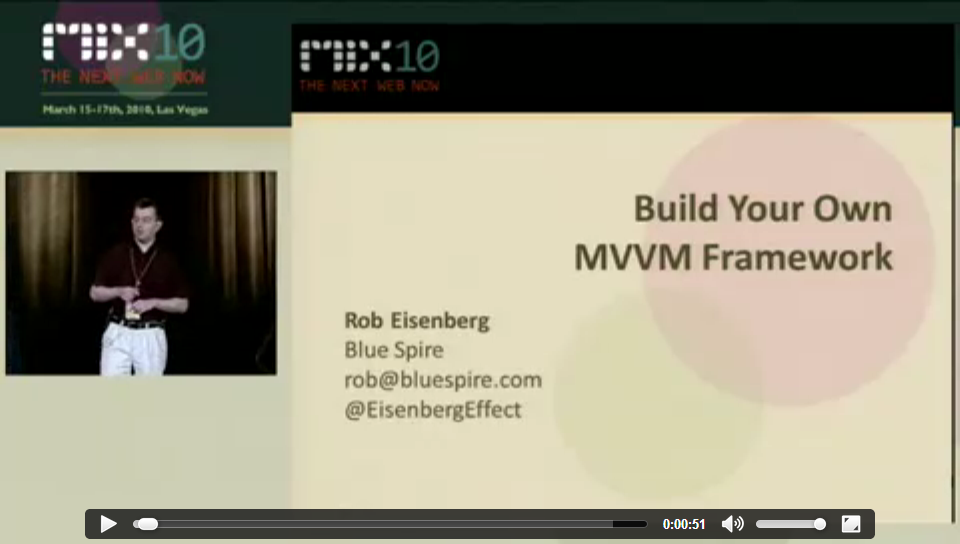 MIX10
THE NEXT WEB NOW
March 15-17th, 2010, Las Vegas
MIX10
THE NEXT WEB NOW
Build Your Own
MVVM Framework
Rob Eisenberg
Blue Spire
rob@bluespire.com
@EisenbergEffect
0:00:51